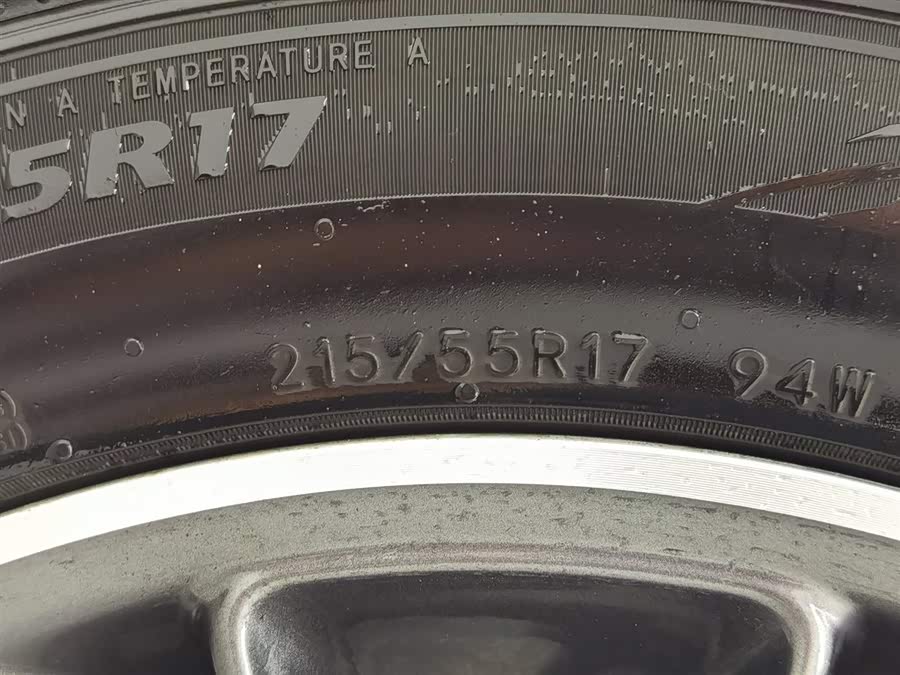 N A TEMPERATURE A
5R17
215/55R17 94W